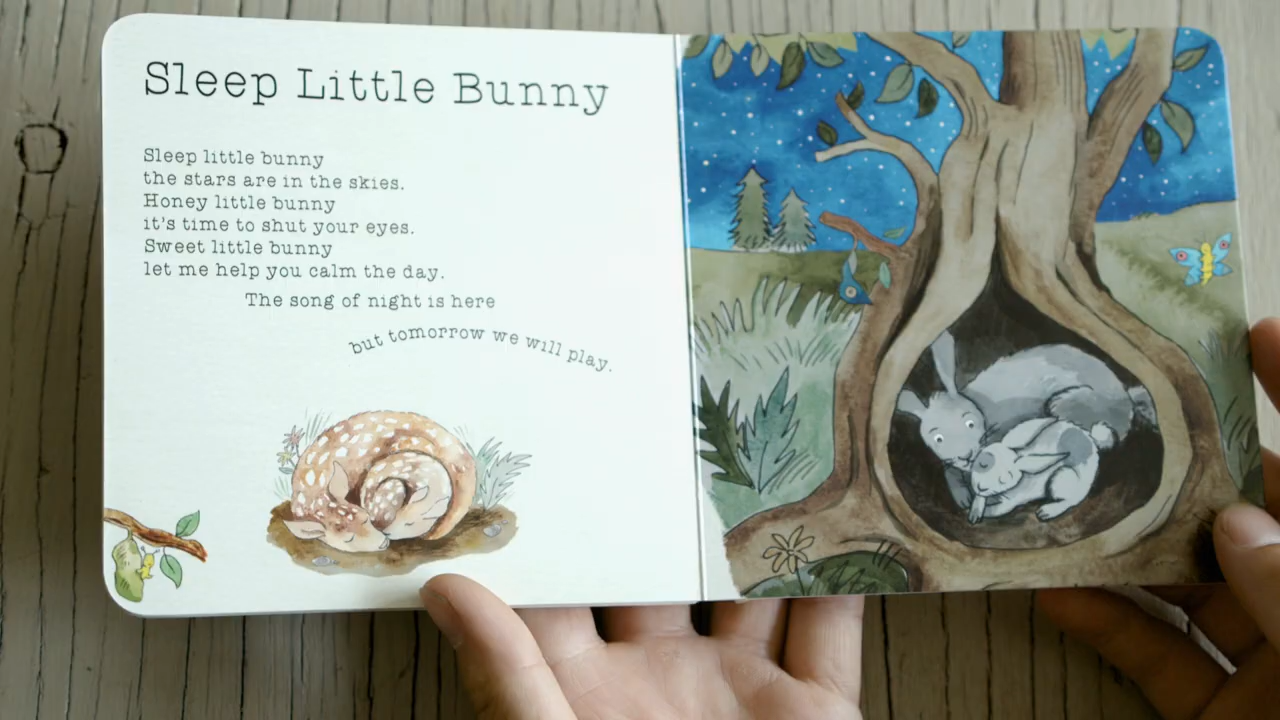 Sleep Little Bunny
Sleep little bunny
the stars are in the skies.
Honey little bunny
it's time to shut your eyes.
Sweet little bunny
let me help you calm the day.
The song of night is here
but tomorrow we will play.